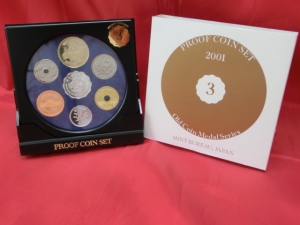 PROOF COIN SET
PROOF COIN SET
2001
3
Old Coin Medal Series
MINT BUREAU, JAPAN